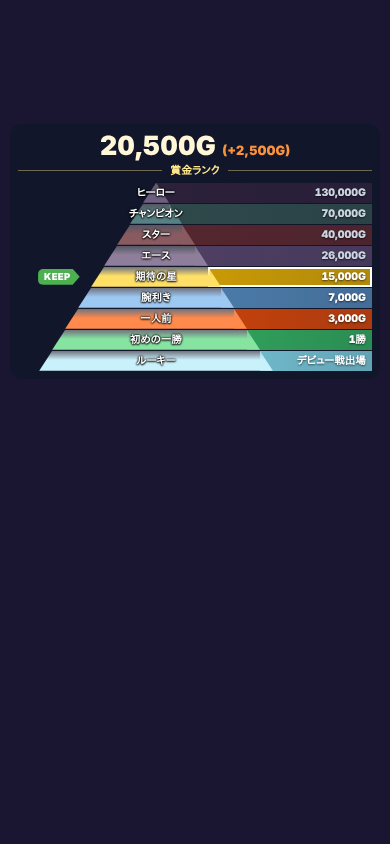 20,500G (+2,500G)
賞金ランク
ヒーロー 130,000G
チャンピオン 70,000G
スター 40,000G
エース 26,000G
KEEP 期待の星 15,000G
腕利き 7,000G
一人前 3,000G
初めの一勝 1勝
ルーキー デビュー戦出場